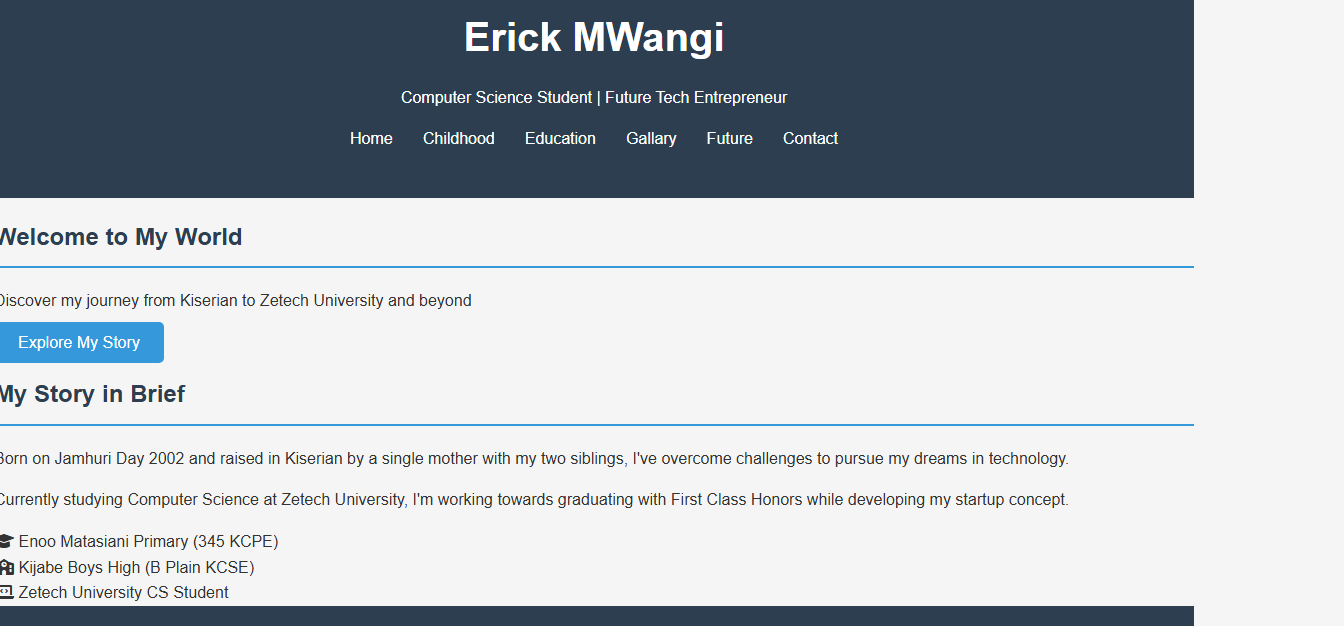 Erick MWangi
Computer Science Student | Future Tech Entrepreneur
Home Childhood Education Gallary Future Contact
Welcome to My World
Discover my journey from Kiserian to Zetech University and beyond
Explore My Story
My Story in Brief
Born on Jamhuri Day 2002 and raised in Kiserian by a single mother with my two siblings, I've overcome challenges to pursue my dreams in technology.
Currently studying Computer Science at Zetech University, I'm working towards graduating with First Class Honors while developing my startup concept.
Enoo Matasiani Primary (345 KCPE)
Kijabe Boys High (B Plain KCSE)
Zetech University CS Student